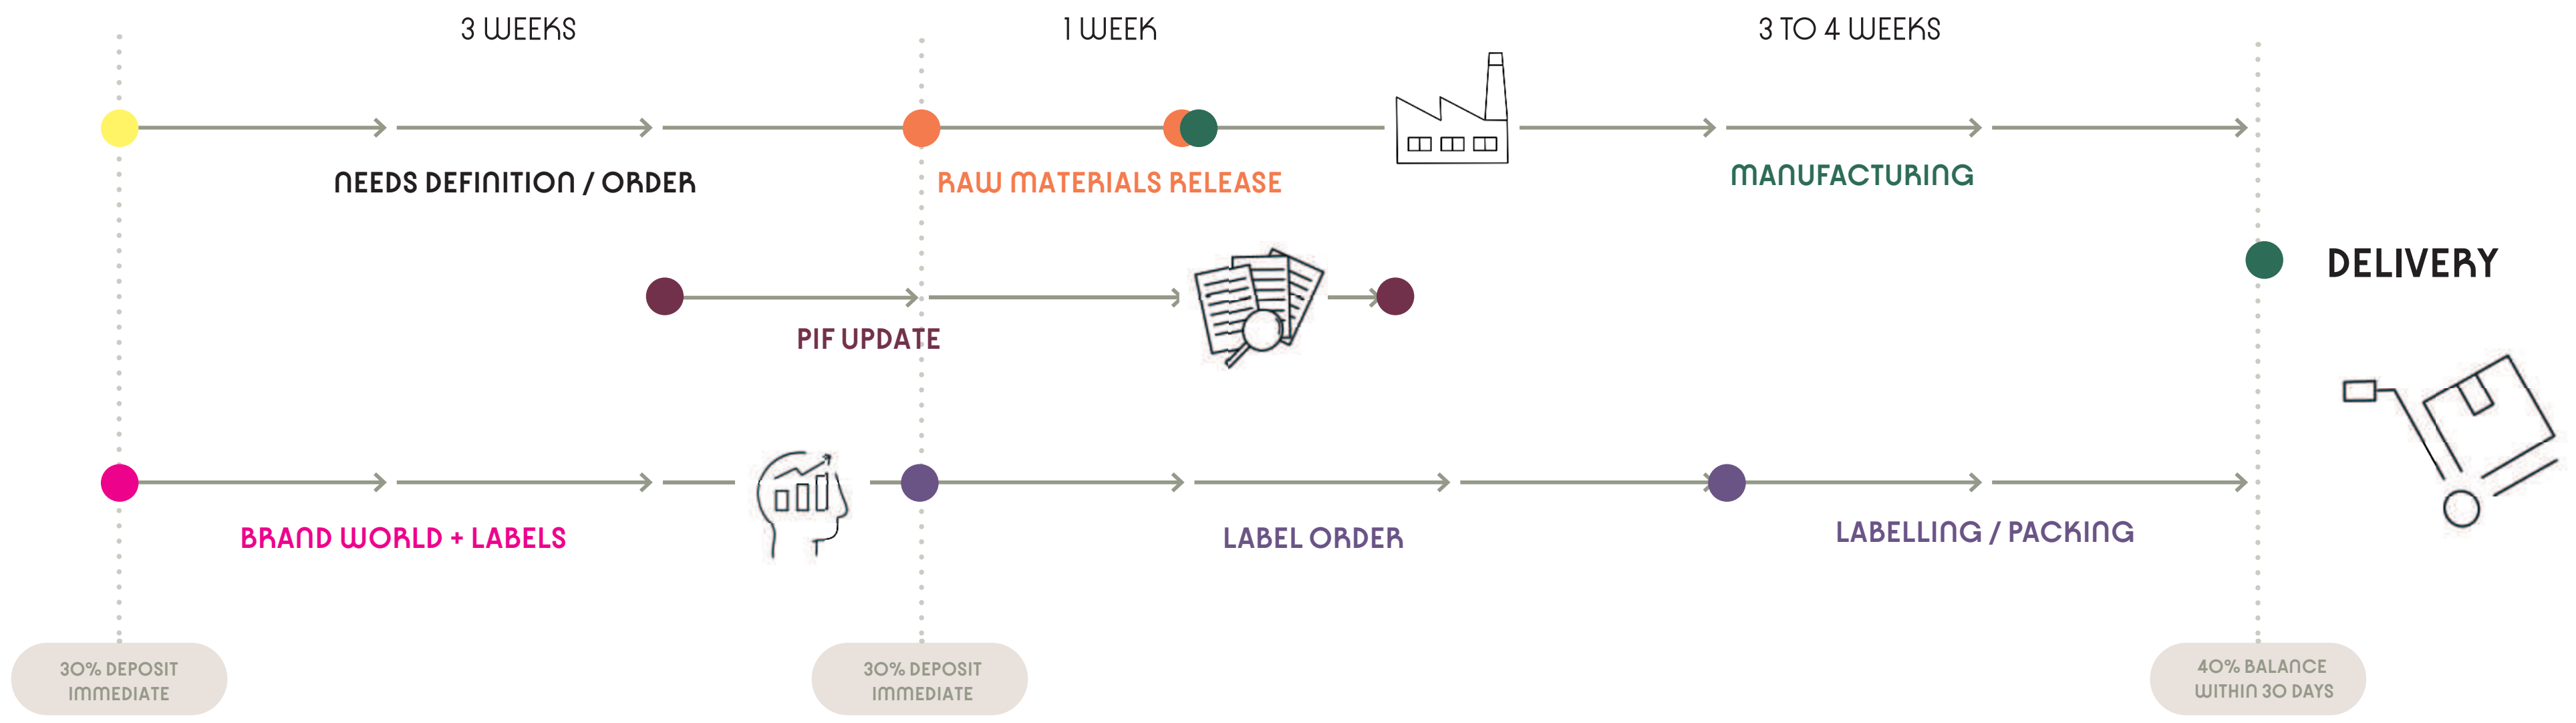 3 WEEKS
1 WEEK
3 TO 4 WEEKS
NEEDS DEFINITION / ORDER
RAW MATERIALS RELEASE
MANUFACTURING
DELIVERY
PIF UPDATE
BRAND WORLD + LABELS
LABEL ORDER
LABELLING / PACKING
30% DEPOSIT
IMMEDIATE
30% DEPOSIT
IMMEDIATE
40% BALANCE
WITHIN 30 DAYS